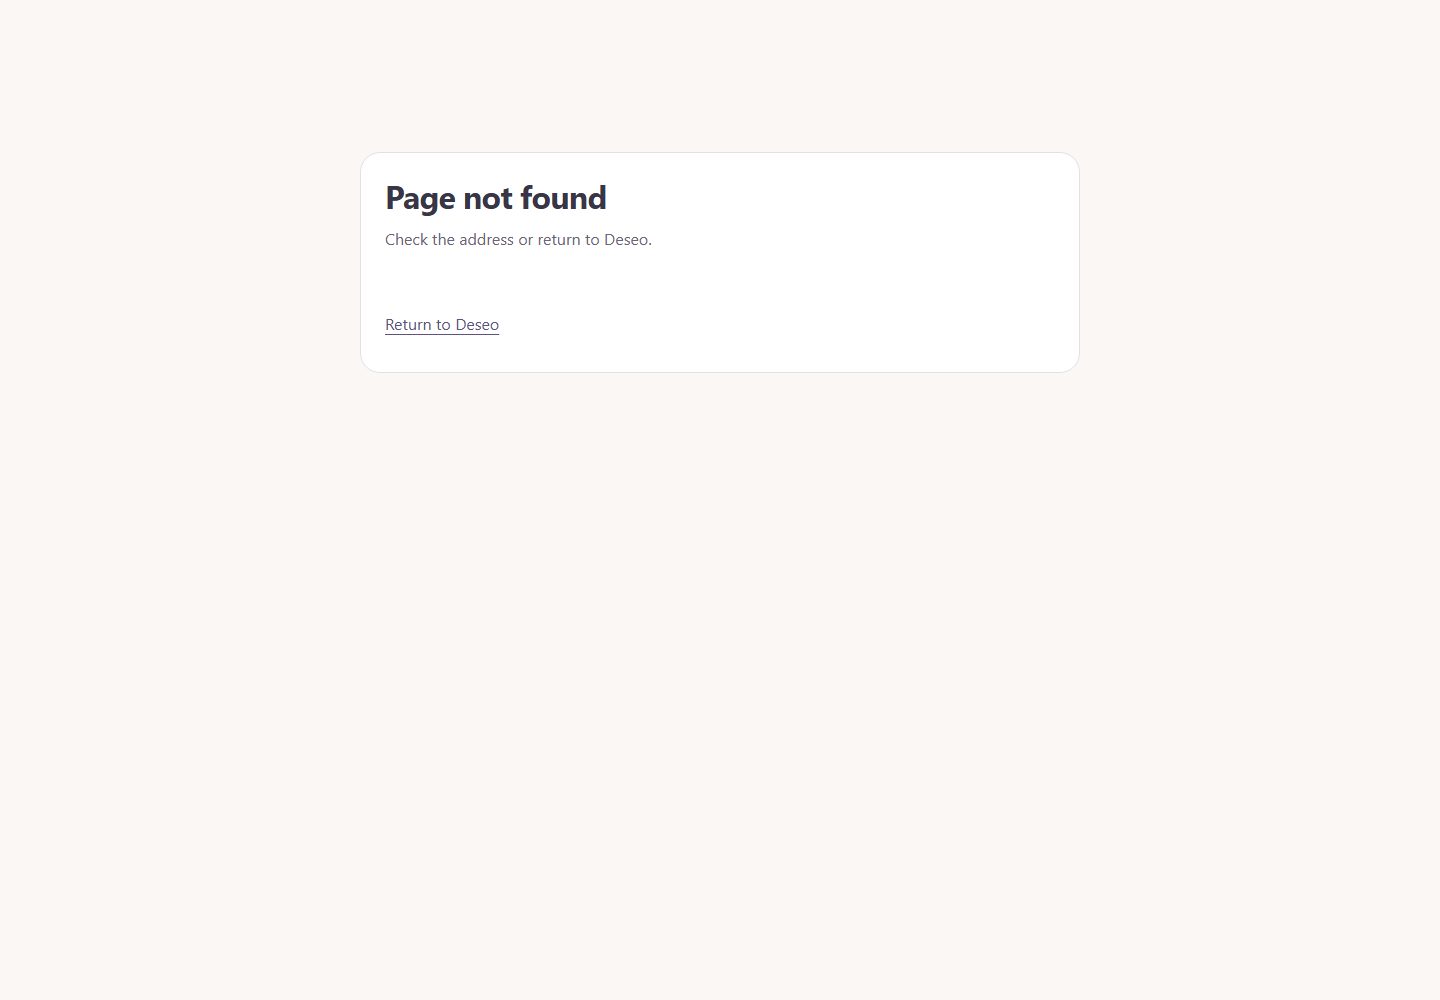 Page not found
Check the address or return to Deseo.
Return to Deseo